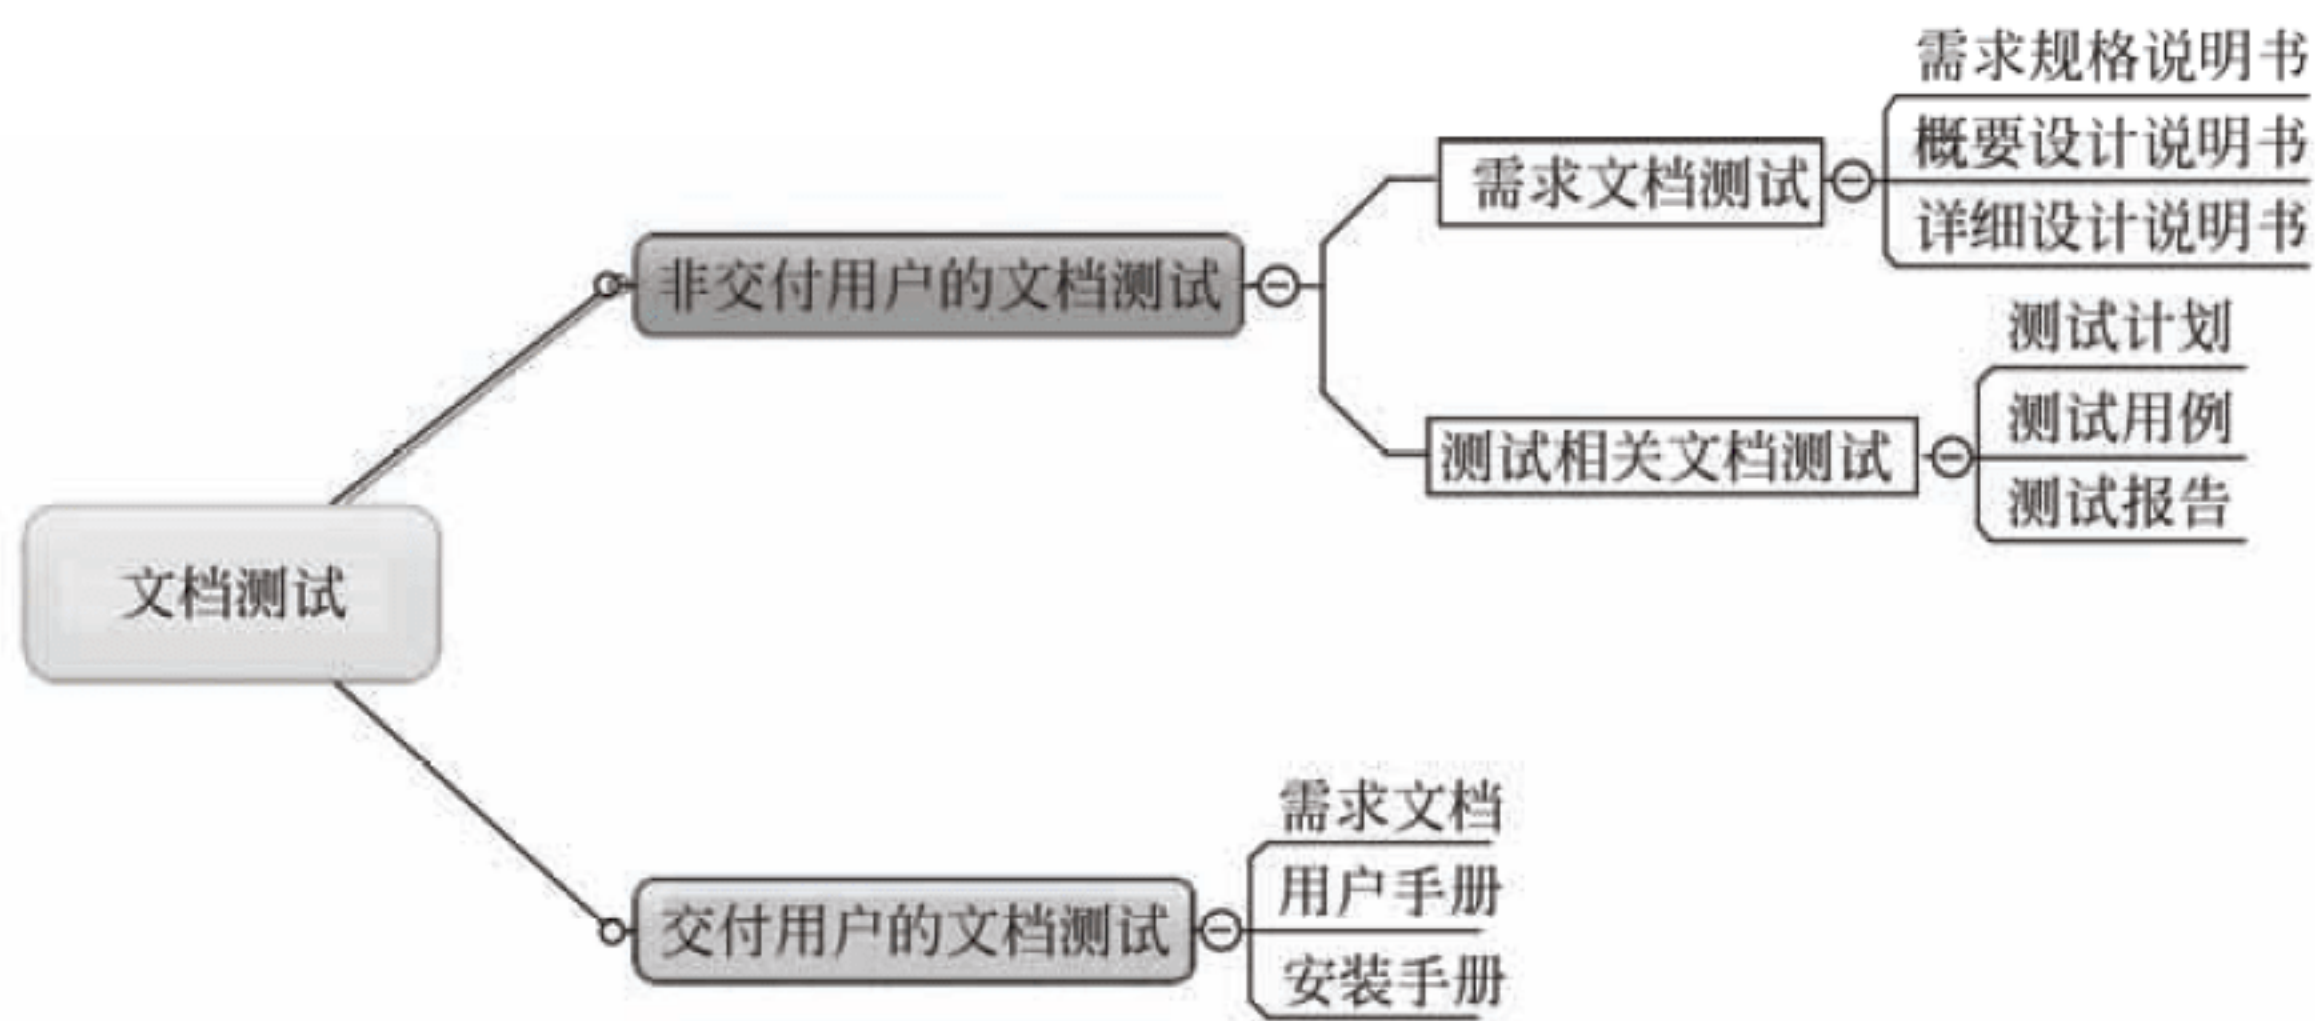 需求规格说明书
概要设计说明书
需求文档测试
详细设计说明书
非交付用户的文档测试
测试计划
测试用例
测试相关文档测试
测试报告
文档测试
需求文档
用户手册
交付用户的文档测试
安装手册